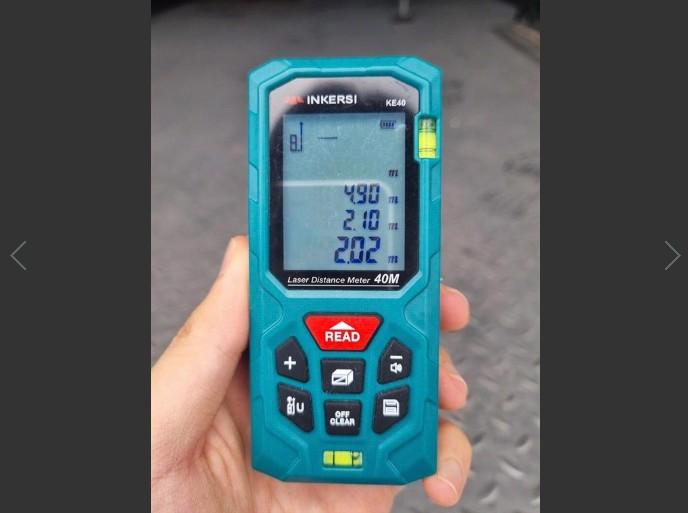 INKERSI
KE40
m
4.90 m
2.10 m
2.02 m
Laser Distance Meter 40M
READ
U
OFF
CLEAR